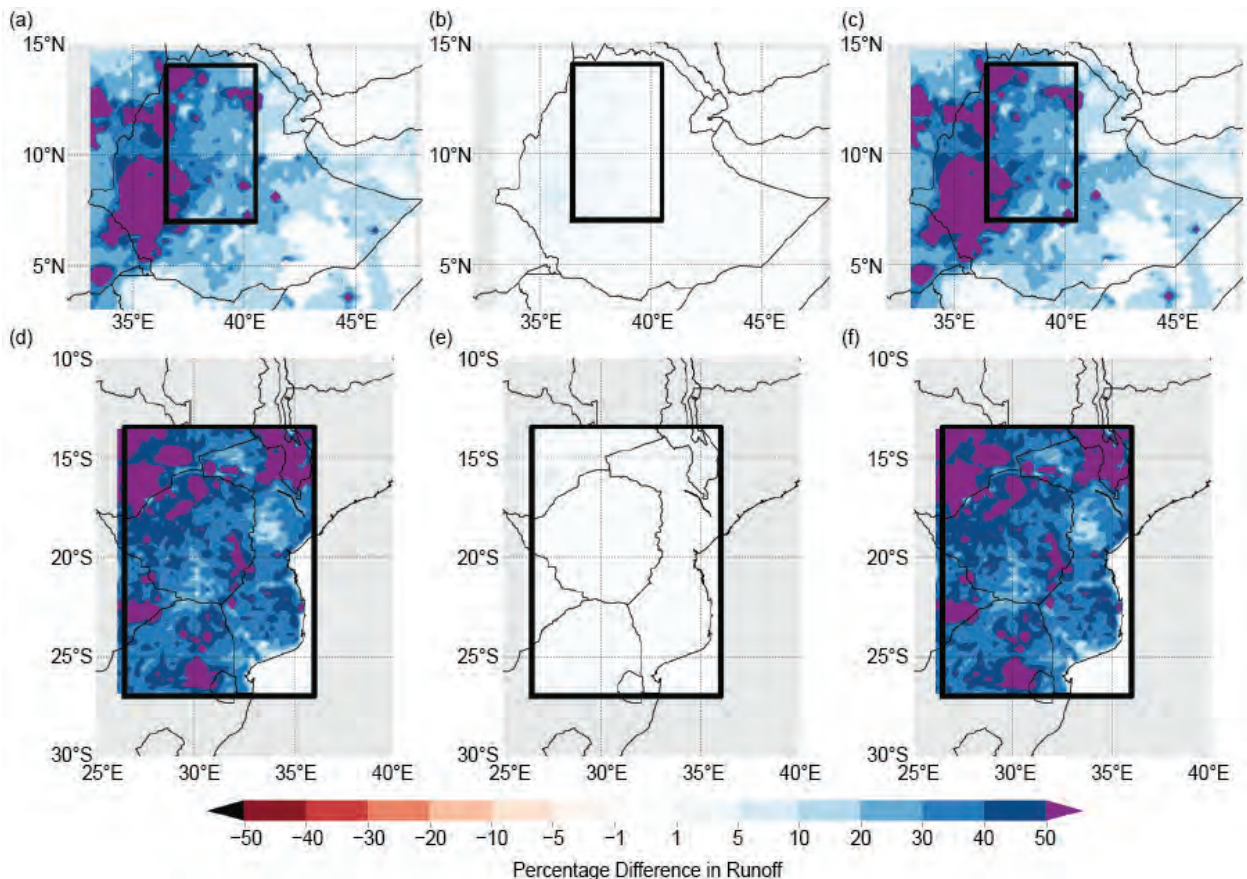 (a) (b) (c)
15°N 15°N 15°N
10°N 10°N 10°N
5°N 5°N 5°N
35°E 40°E 45°E 35°E 40°E 45°E 35°E 40°E 45°E
(d) (e) (f)
10°S 10°S 10°S
15°S 15°S 15°S
20°S 20°S 20°S
25°S 25°S 25°S
30°S 30°S 30°S
25°E 30°E 35°E 40°E 25°E 30°E 35°E 40°E 25°E 30°E 35°E 40°E
−50 −40 −30 −20 −10 −5 −1 1 5 10 20 30 40 50
Percentage Difference in Runoff